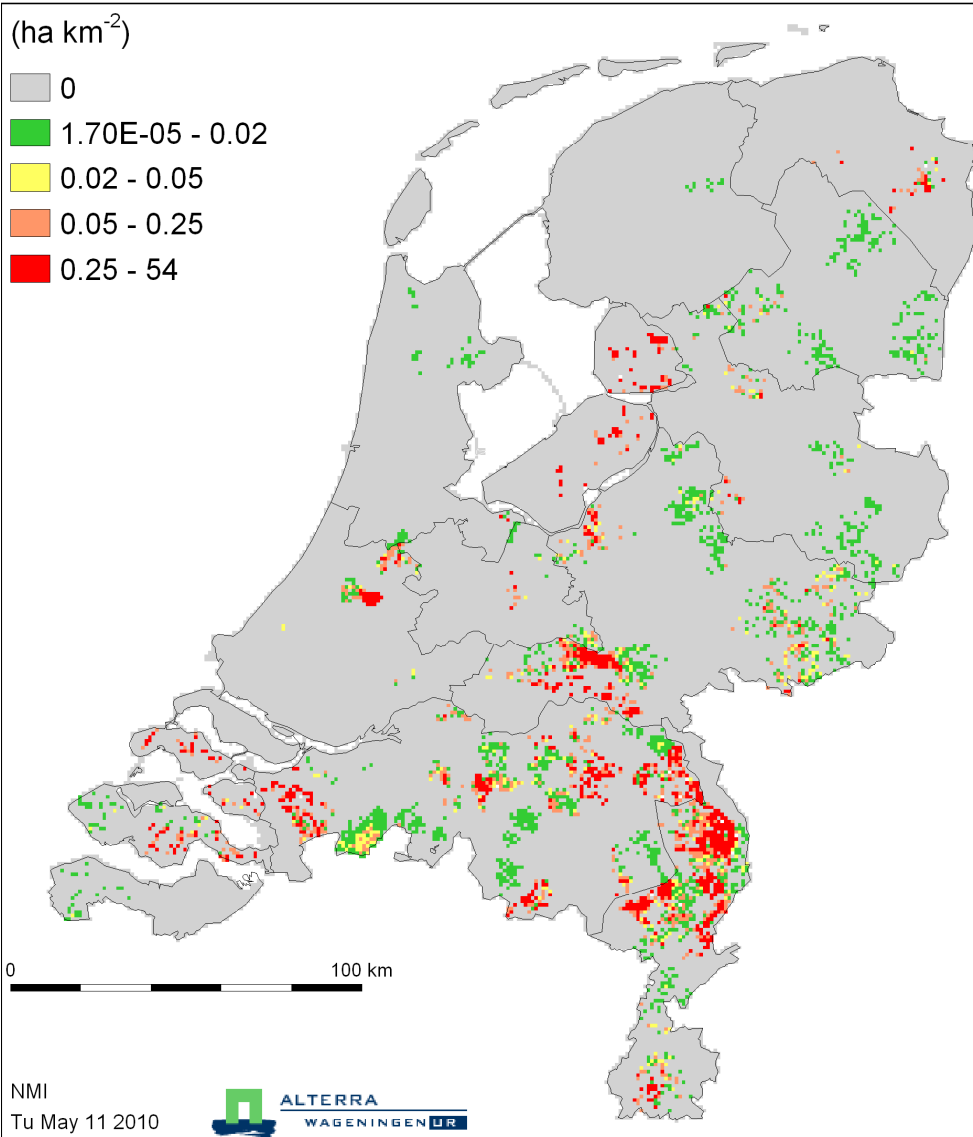 (ha km-2)
0
1.70E-05 - 0.02
0.02 - 0.05
0.05 - 0.25
0.25 - 54
0
100 km
NMI
Tu May 11 2010
ALTERRA
WAGENINGEN UR